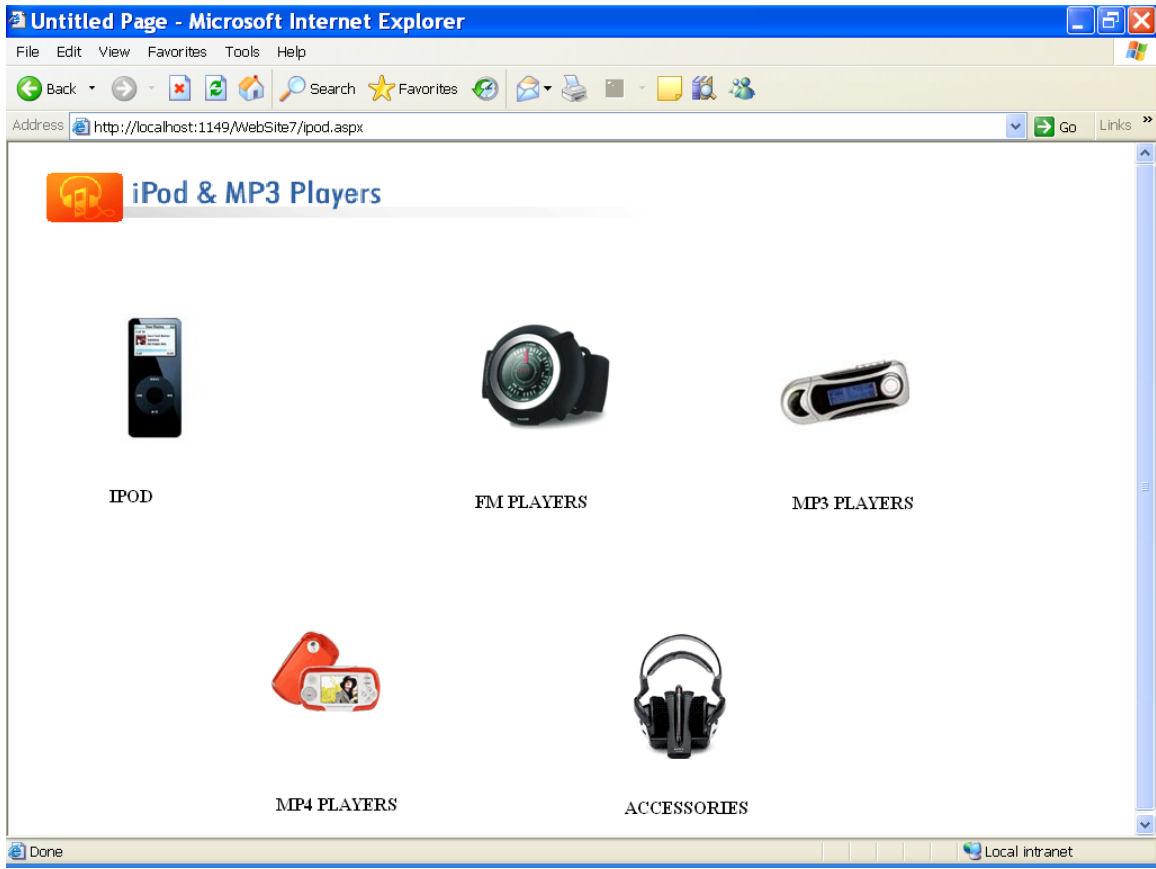 Untitled Page - Microsoft Internet Explorer
File Edit View Favorites Tools Help
Back Search Favorites
Address http://localhost:1149/WebSite7/ipod.aspx Go Links »
iPod & MP3 Players
IPOD
FM PLAYERS
MP3 PLAYERS
MP4 PLAYERS
ACCESSORIES
Done Local intranet